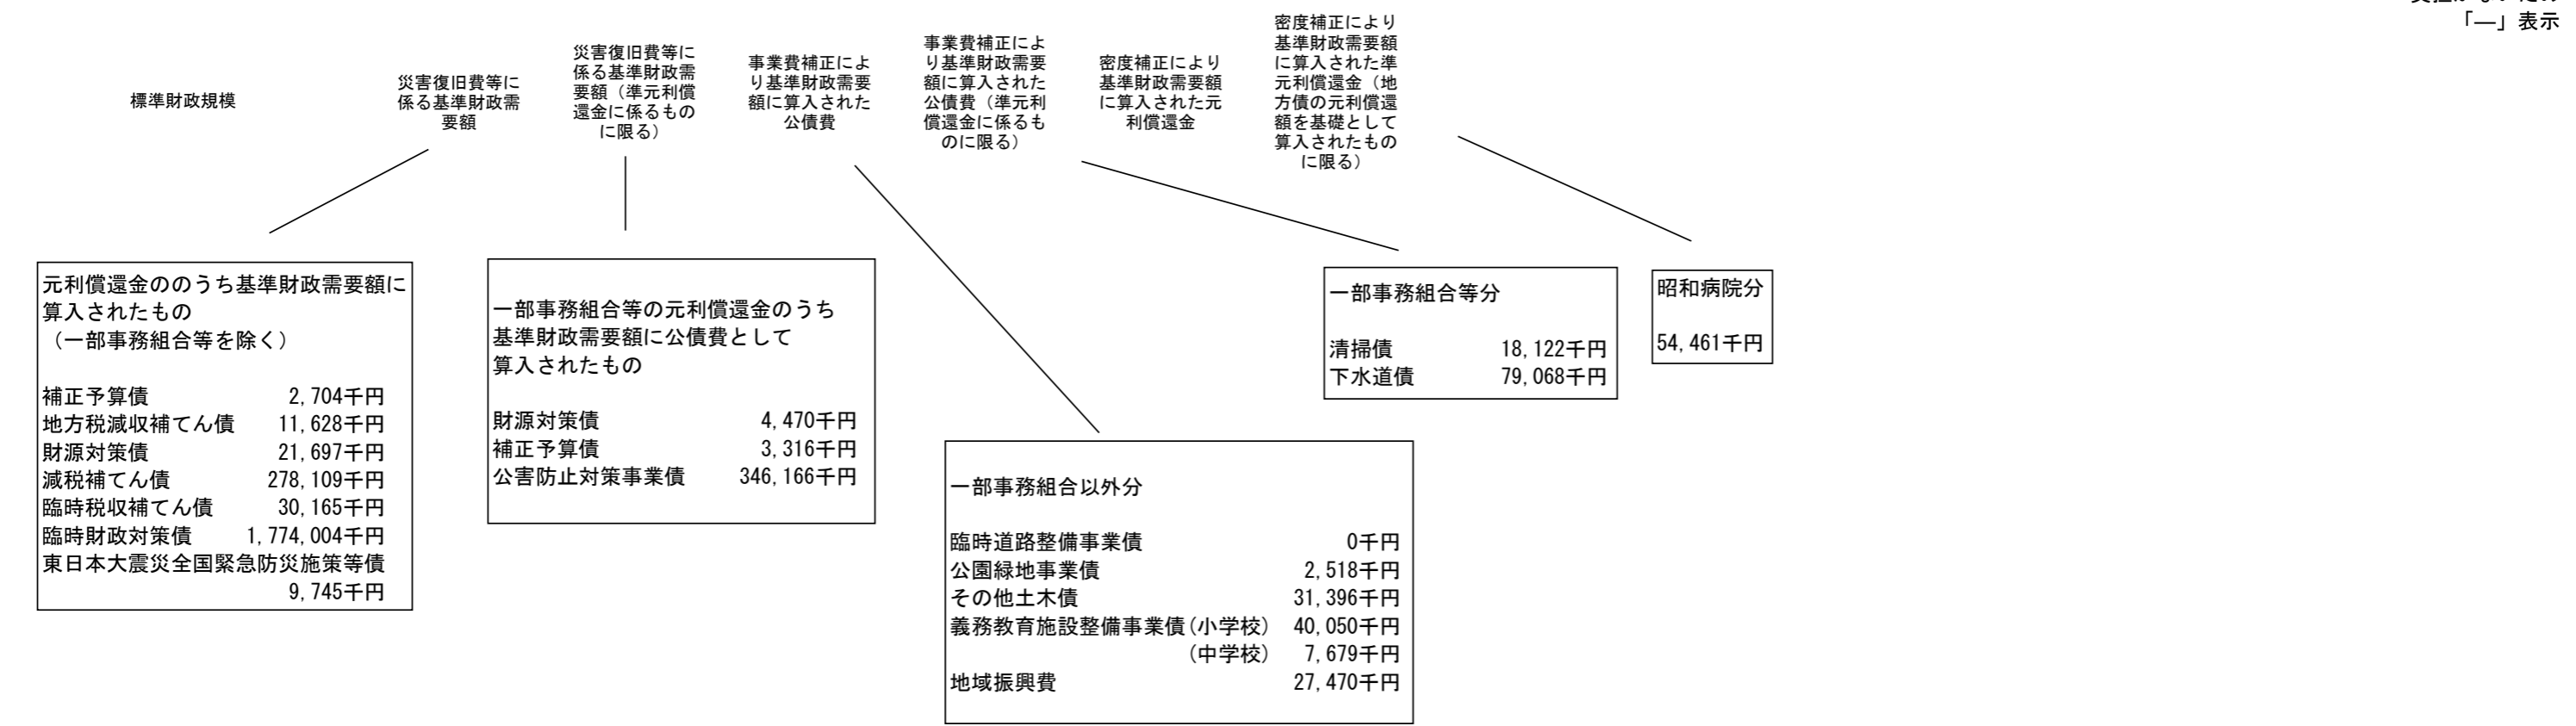 「―」表示
標準財政規模
災害復旧費等に
係る基準財政需
要額
災害復旧費等に
係る基準財政需
要額（準元利償
還金に係るもの
に限る）
事業費補正によ
り基準財政需要
額に算入された
公債費
事業費補正によ
り基準財政需要
額に算入された
公債費（準元利
償還金に係るも
のに限る）
密度補正により
基準財政需要額
に算入された元
利償還金
密度補正により
基準財政需要額
に算入された準
元利償還金（地
方債の元利償還
額を基礎として
算入されたもの
に限る）
元利償還金ののうち基準財政需要額に
算入されたもの
（一部事務組合等を除く）
補正予算債 2,704千円
地方税減収補てん債 11,628千円
財源対策債 21,697千円
減税補てん債 278,109千円
臨時税収補てん債 30,165千円
臨時財政対策債 1,774,004千円
東日本大震災全国緊急防災施策等債
9,745千円
一部事務組合等の元利償還金のうち
基準財政需要額に公債費として
算入されたもの
財源対策債 4,470千円
補正予算債 3,316千円
公害防止対策事業債 346,166千円
一部事務組合以外分
臨時道路整備事業債 0千円
公園緑地事業債 2,518千円
その他土木債 31,396千円
義務教育施設整備事業債(小学校) 40,050千円
(中学校) 7,679千円
地域振興費 27,470千円
一部事務組合等分
清掃債 18,122千円
下水道債 79,068千円
昭和病院分
54,461千円